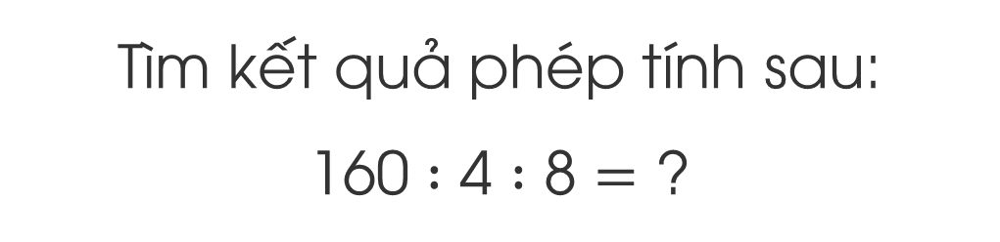 Tìm kết quả phép tính sau:
160 : 4 : 8 = ?